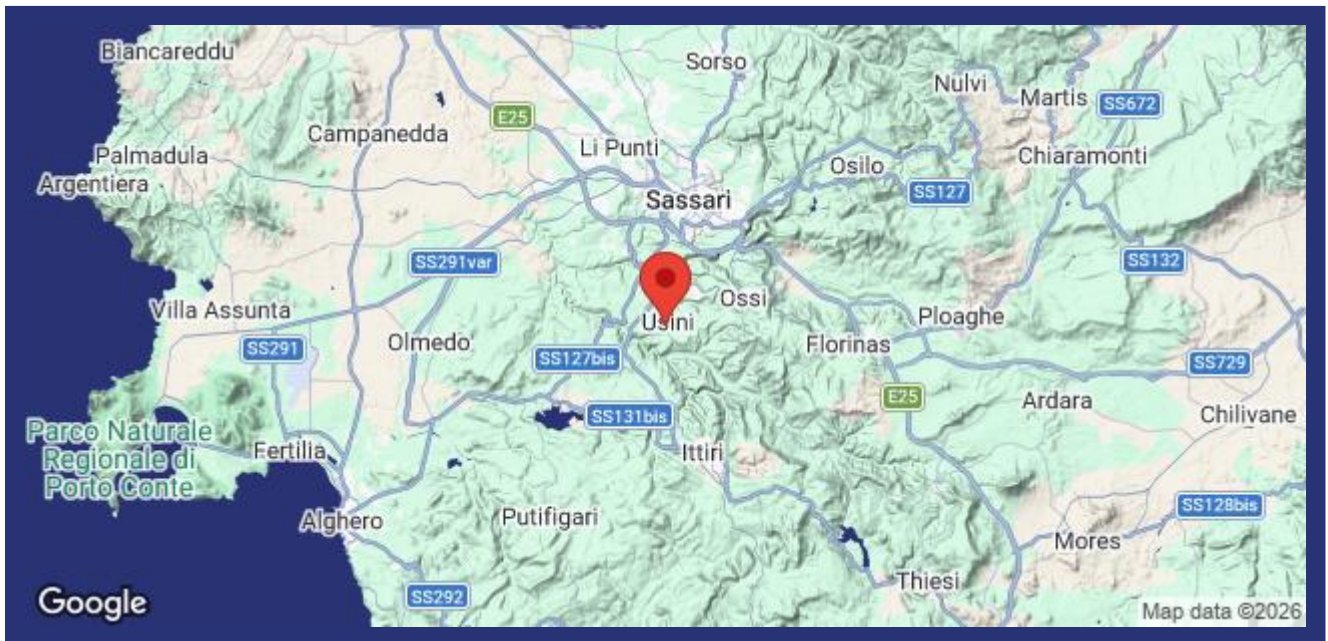 Biancareddu
Sorso
Nulvi
Martis
SS672
E25
Campanedda
Li Punti
Palmadula
Chiaramonti
Osilo
Argentiera
SS127
Sassari
SS291var
SS132
Ossi
Villa Assunta
Usini
Ploaghe
Olmedo
Florinas
SS291
SS127bis
SS729
E25
Ardara
SS131bis
Chilivane
Parco Naturale
Regionale di
Porto Conte
Fertilia
Ittiri
Alghero
Putifigari
SS128bis
Mores
Thiesi
SS292
Google
Map data ©2026